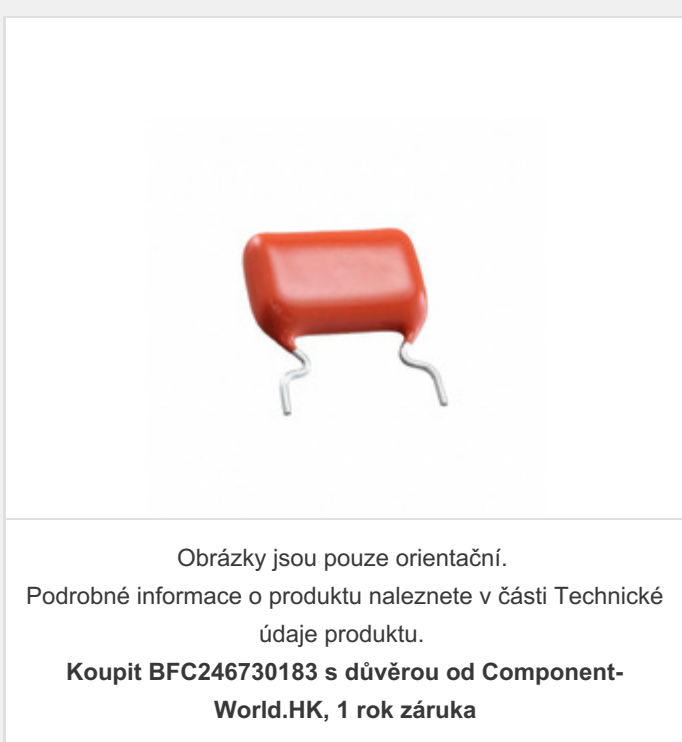 Obrázky jsou pouze orientační.
Podrobné informace o produktu naleznete v části Technické
údaje produktu.
Koupit BFC246730183 s důvěrou od Component-
World.HK, 1 rok záruka